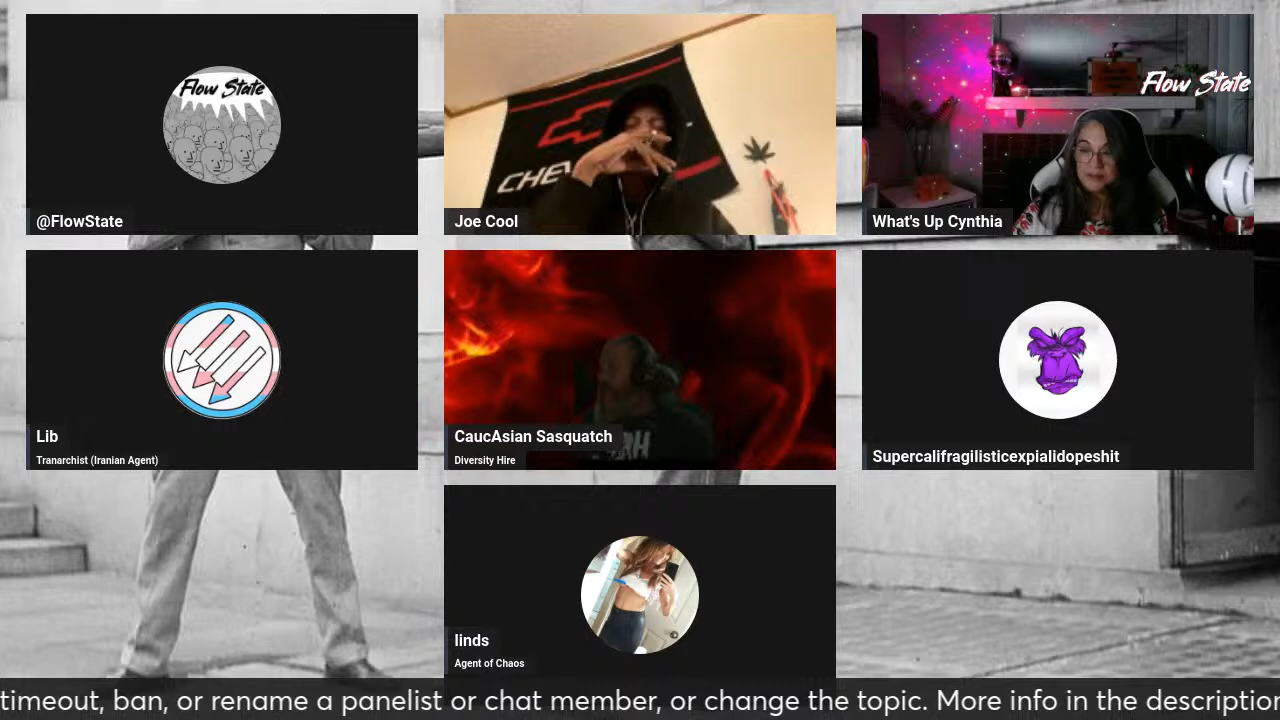 Flow State
@FlowState
CHE
Joe Cool
Flow State
What's Up Cynthia
Lib
Tranarchist (Iranian Agent)
CaucAsian Sasquatch
Diversity Hire
Supercalifragilisticexpialidopeshit
linds
Agent of Chaos
timeout, ban, or rename a panelist or chat member, or change the topic. More info in the description